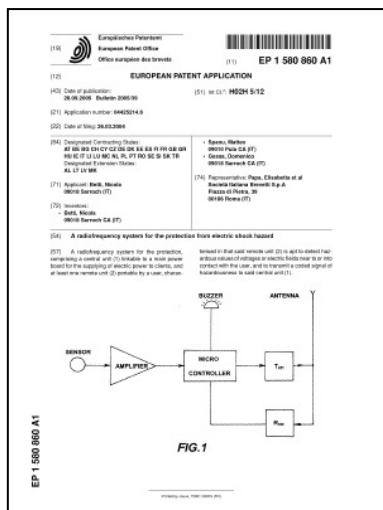 Europäisches Patentamt
(19)
European Patent Office
Office européen des brevets
(11)
EP 1 580 860 A1
(12)
EUROPEAN PATENT APPLICATION
(43) Date of publication:
28.09.2005 Bulletin 2005/39
(51) Int Cl.7: H02H 5/12
(21) Application number: 04425214.6
(22) Date of filing: 26.03.2004
(84) Designated Contracting States:
AT BE BG CH CY CZ DE DK EE ES FI FR GB GR
HU IE IT LI LU MC NL PL PT RO SE SI SK TR
Designated Extension States:
AL LT LV MK
(71) Applicant: Betti, Nicola
09018 Sarroch (IT)
(72) Inventors:
• Betti, Nicola
09018 Sarroch CA (IT)
• Spanu, Matteo
09010 Pula CA (IT)
• Domenico
09018 Sarroch CA (IT)
(74) Representative: Papa, Elisabetta et al
Società Italiana Brevetti S.p.A
Piazza di Pietra, 39
00186 Roma (IT)
(54) A radiofrequency system for the protection from electric shock hazard
(57) A radiofrequency system for the protection,
comprising a central unit (1) linkable to a main power
board for the supplying of electric power to clients, and
at least one remote unit (2) portable by a user, charac-
terised in that said remote unit (2) is apt to detect haz-
ardous values of voltages or electric fields near to or into
contact with the user, and to transmit a coded signal of
hazardousness to said central unit (1).
BUZZER
ANTENNA
SENSOR
AMPLIFIER
MICRO
CONTROLLER
FIG.1
EP 1 580 860 A1
Printed by Jouve, 75001 PARIS (FR)